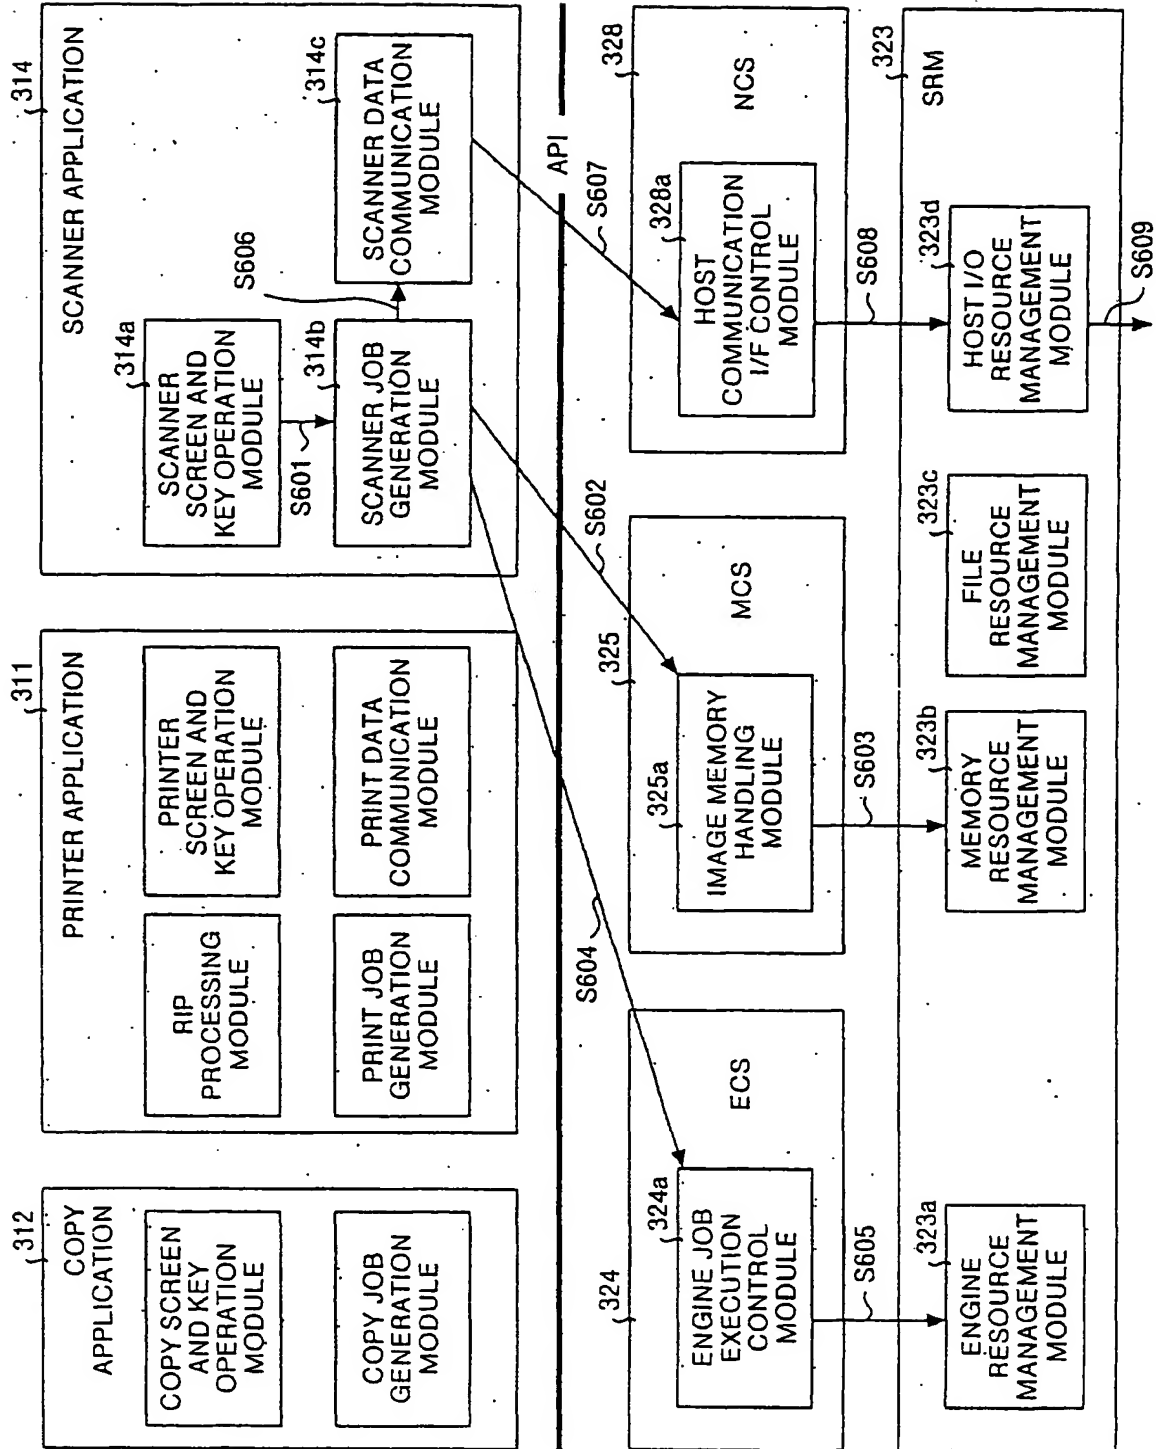 312
COPY
APPLICATION
COPY SCREEN
AND KEY
OPERATION
MODULE
COPY JOB
GENERATION
MODULE
311
PRINTER APPLICATION
RIP
PROCESSING
MODULE
PRINTER
SCREEN AND
KEY OPERATION
MODULE
PRINT JOB
GENERATION
MODULE
PRINT DATA
COMMUNICATION
MODULE
314
SCANNER APPLICATION
314a
SCANNER
SCREEN AND
KEY OPERATION
MODULE
S601
314b
SCANNER JOB
GENERATION
MODULE
S606
314c
SCANNER DATA
COMMUNICATION
MODULE
API
S604
S602
S607
324
ECS
324a
ENGINE JOB
EXECUTION
CONTROL
MODULE
S605
325
MCS
325a
IMAGE MEMORY
HANDLING
MODULE
S603
328
NCS
328a
HOST
COMMUNICATION
I/F CONTROL
MODULE
S608
323
SRM
323a
ENGINE
RESOURCE
MANAGEMENT
MODULE
323b
MEMORY
RESOURCE
MANAGEMENT
MODULE
323c
FILE
RESOURCE
MANAGEMENT
MODULE
323d
HOST I/O
RESOURCE
MANAGEMENT
MODULE
S609